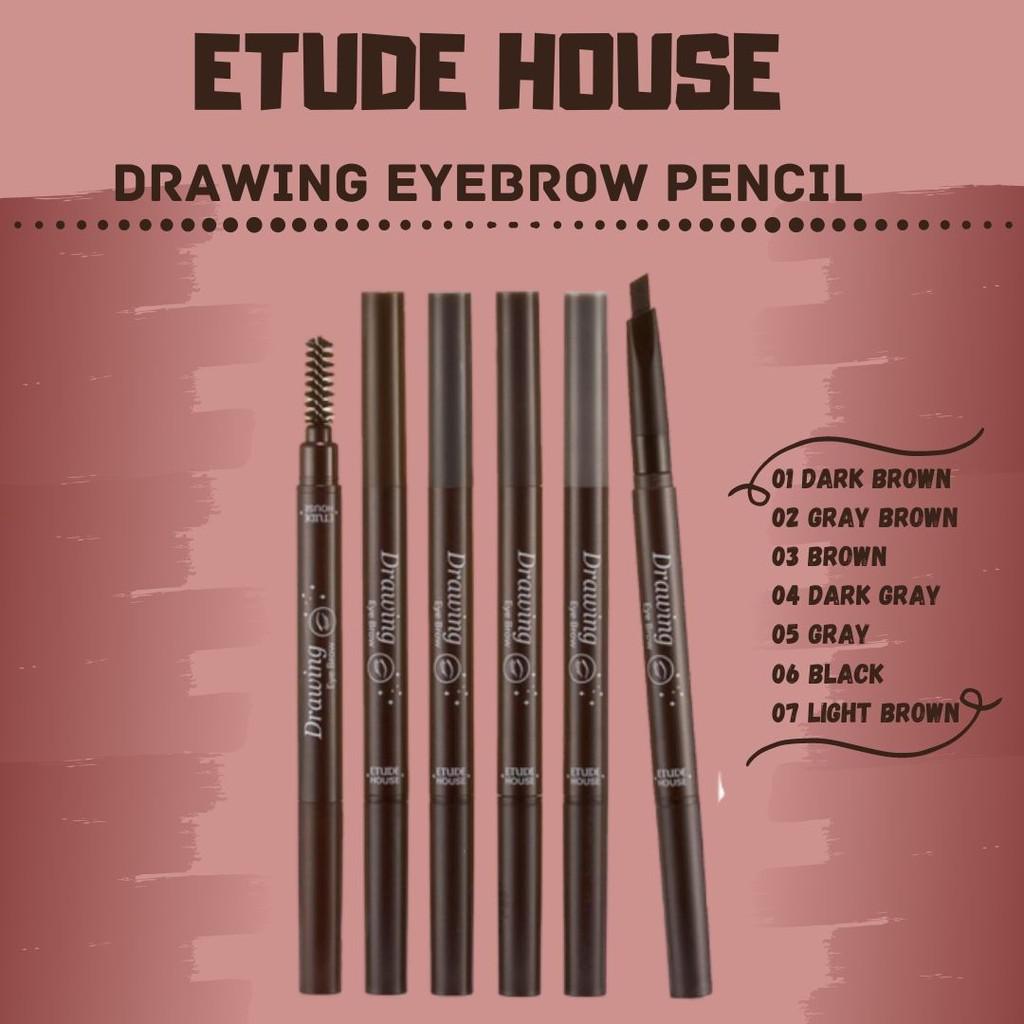 ETUDE HOUSE
DRAWING EYEBROW PENCIL
ETUDE
HOUSE
Drawing
Eye Brow
Drawing
Eye Brow
ETUDE
HOUSE
Drawing
Eye Brow
ETUDE
HOUSE
Drawing
Eye Brow
ETUDE
HOUSE
Drawing
Eye Brow
ETUDE
HOUSE
Drawing
Eye Brow
ETUDE
HOUSE
01 DARK BROWN
02 GRAY BROWN
03 BROWN
04 DARK GRAY
05 GRAY
06 BLACK
07 LIGHT BROWN